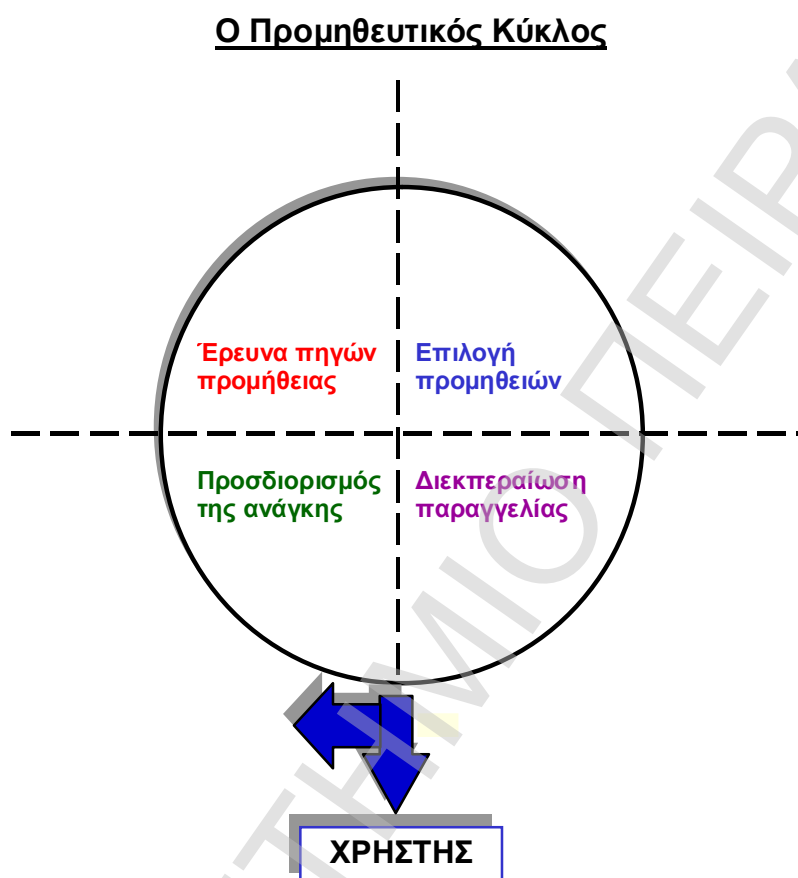 Ο Προμηθευτικός Κύκλος
Έρευνα πηγών
προμήθειας
Επιλογή
προμηθειών
Προσδιορισμός
της ανάγκης
Διεκπεραίωση
παραγγελίας
ΧΡΗΣΤΗΣ